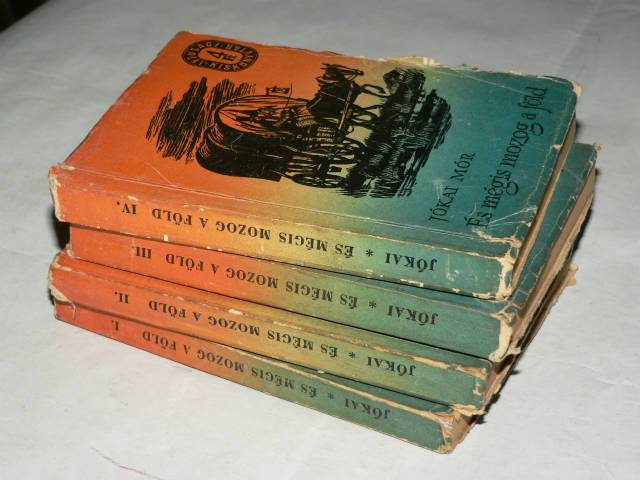 JÓKAI MÓR
És mégis mozog a föld
JÓKAI * ÉS MÉGIS MOZOG A FÖLD IV.
JÓKAI * ÉS MÉGIS MOZOG A FÖLD III.
JÓKAI * ÉS MÉGIS MOZOG A FÖLD II.
JÓKAI * ÉS MÉGIS MOZOG A FÖLD I.